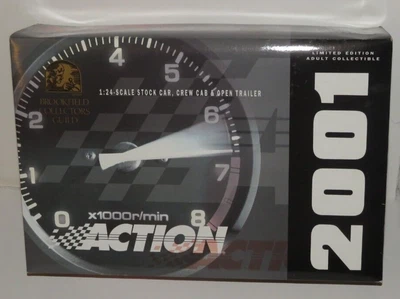 LIMITED EDITION
ADULT COLLECTIBLE
1:24-SCALE STOCK CAR, CREW CAB & OPEN TRAILER
BROOKFIELD
COLLECTORS
GUILD
0
1
2
3
4
5
6
7
8
x1000r/min
ACTION
ACTION
2001